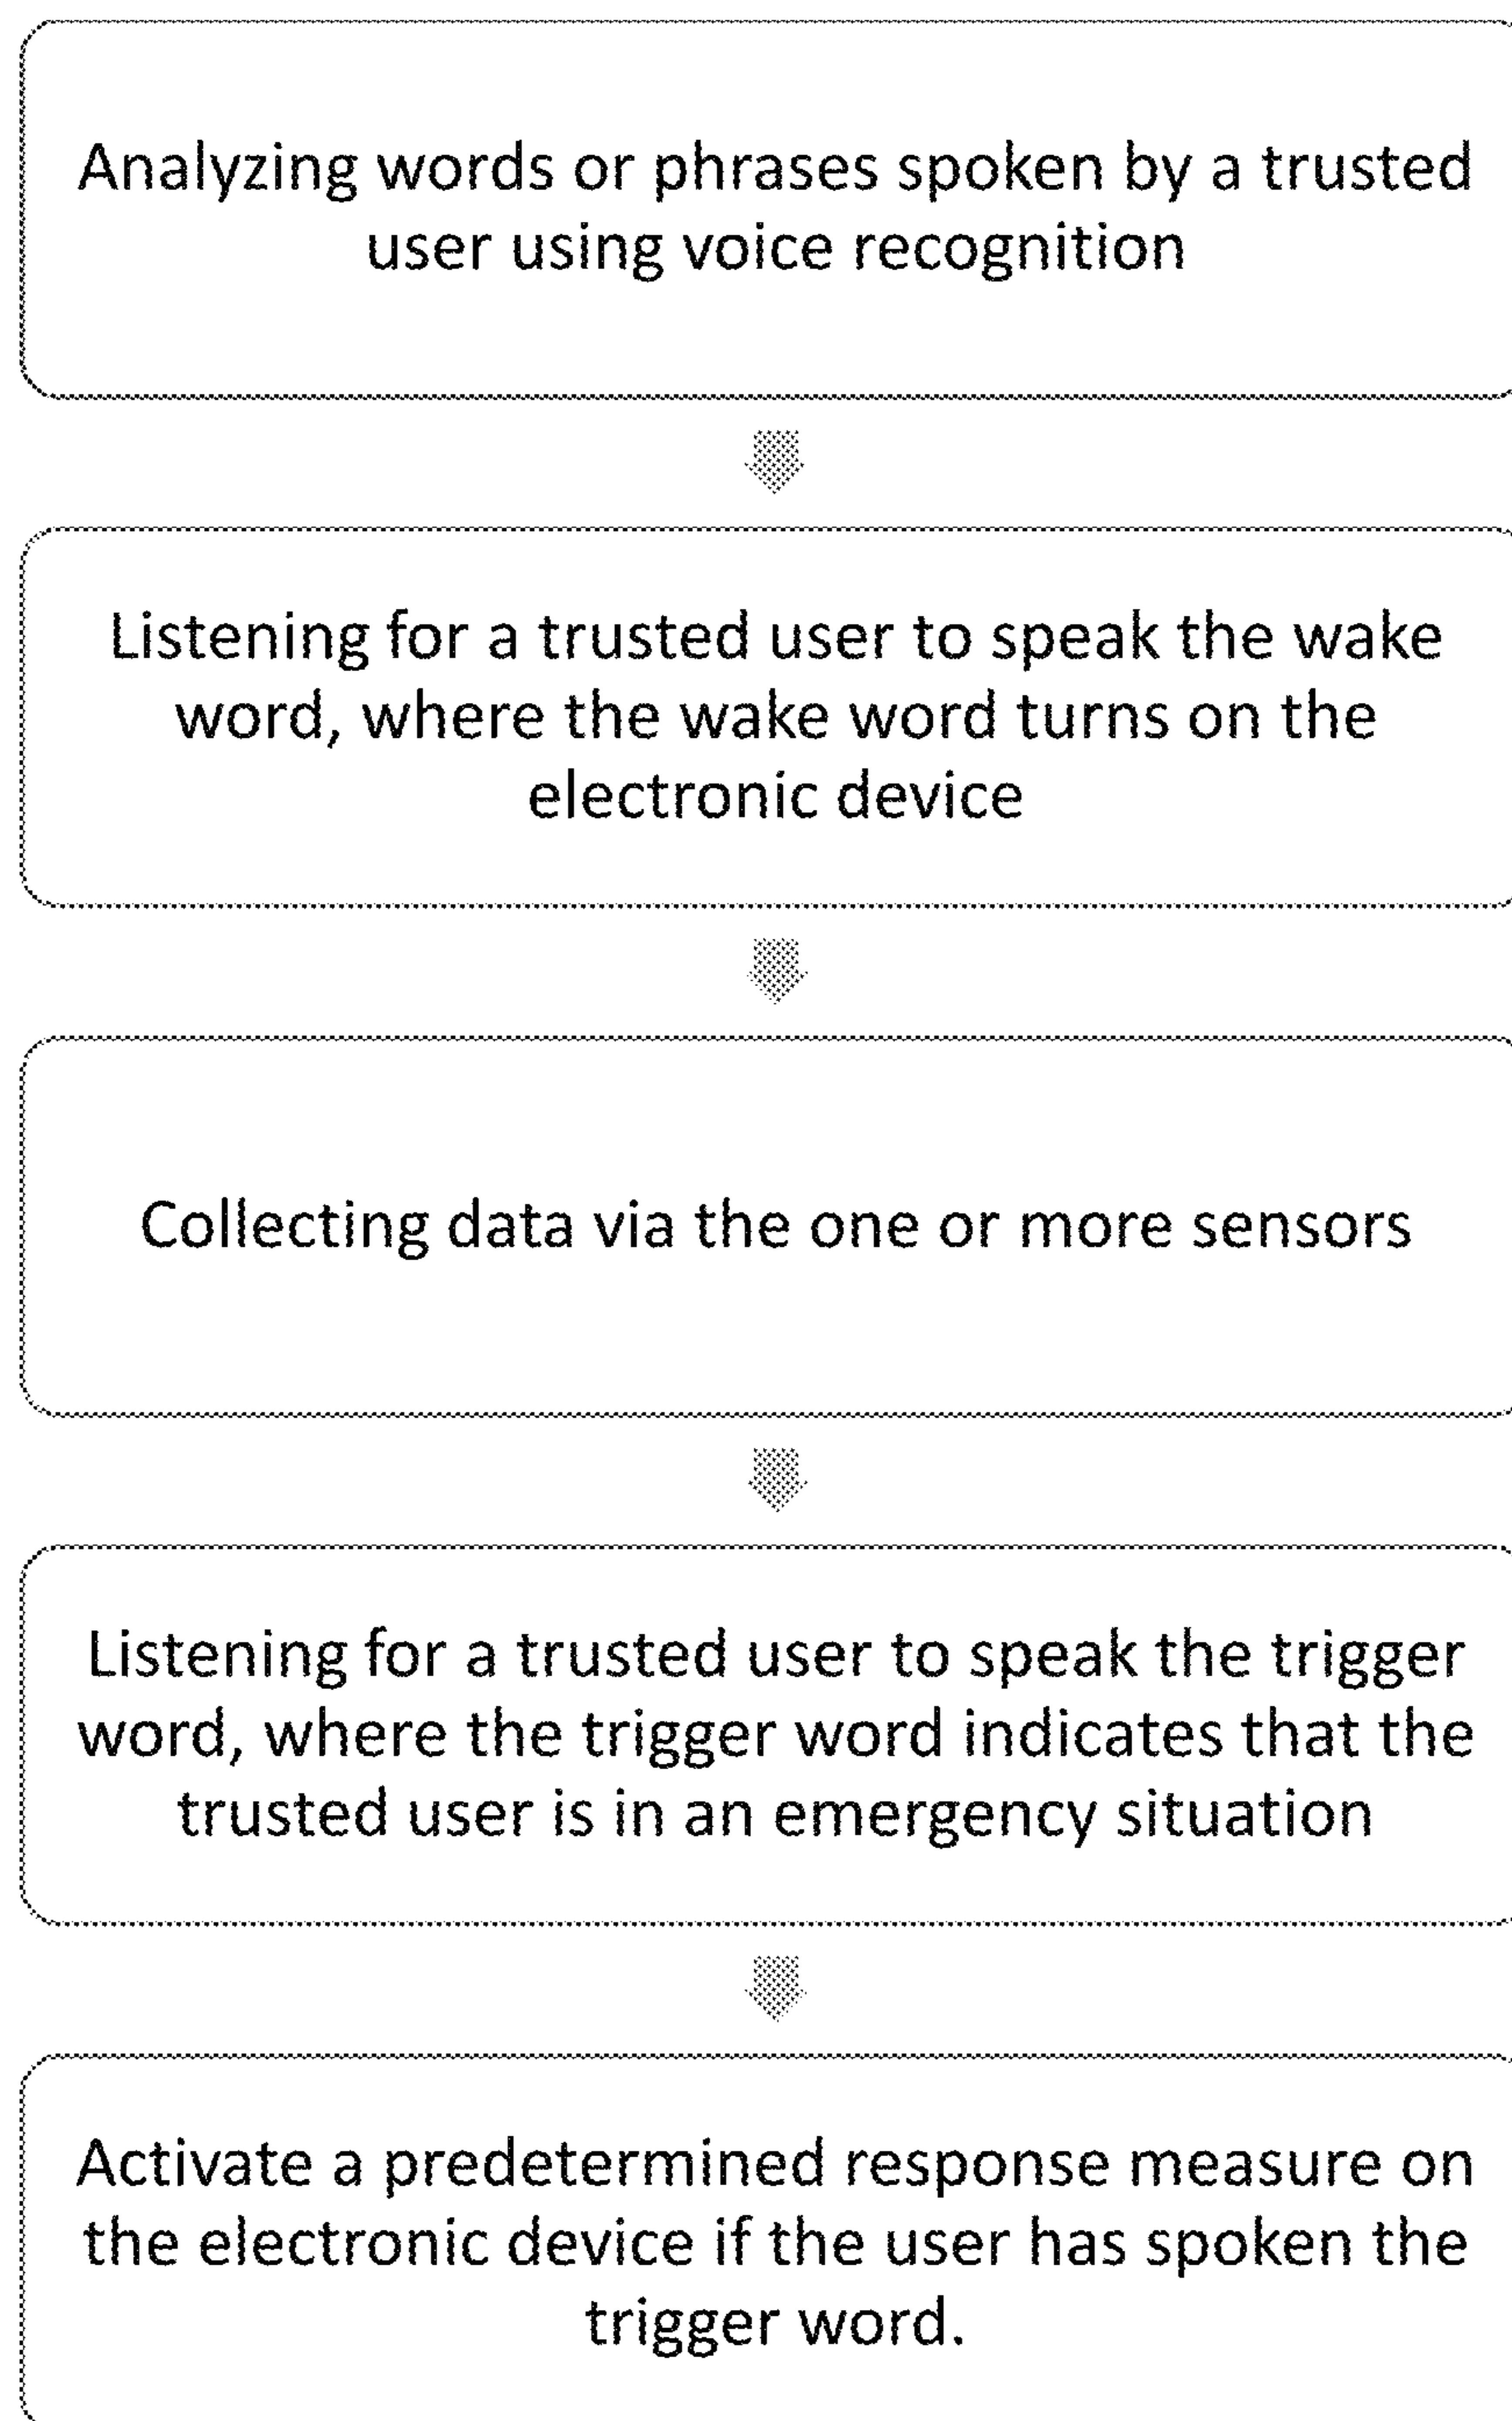 Analyzing words or phrases spoken by a trusted
user using voice recognition
Listening for a trusted user to speak the wake
word, where the wake word turns on the
electronic device
Collecting data via the one or more sensors
Listening for a trusted user to speak the trigger
word, where the trigger word indicates that the
trusted user is in an emergency situation
Activate a predetermined response measure on
the electronic device if the user has spoken the
trigger word.